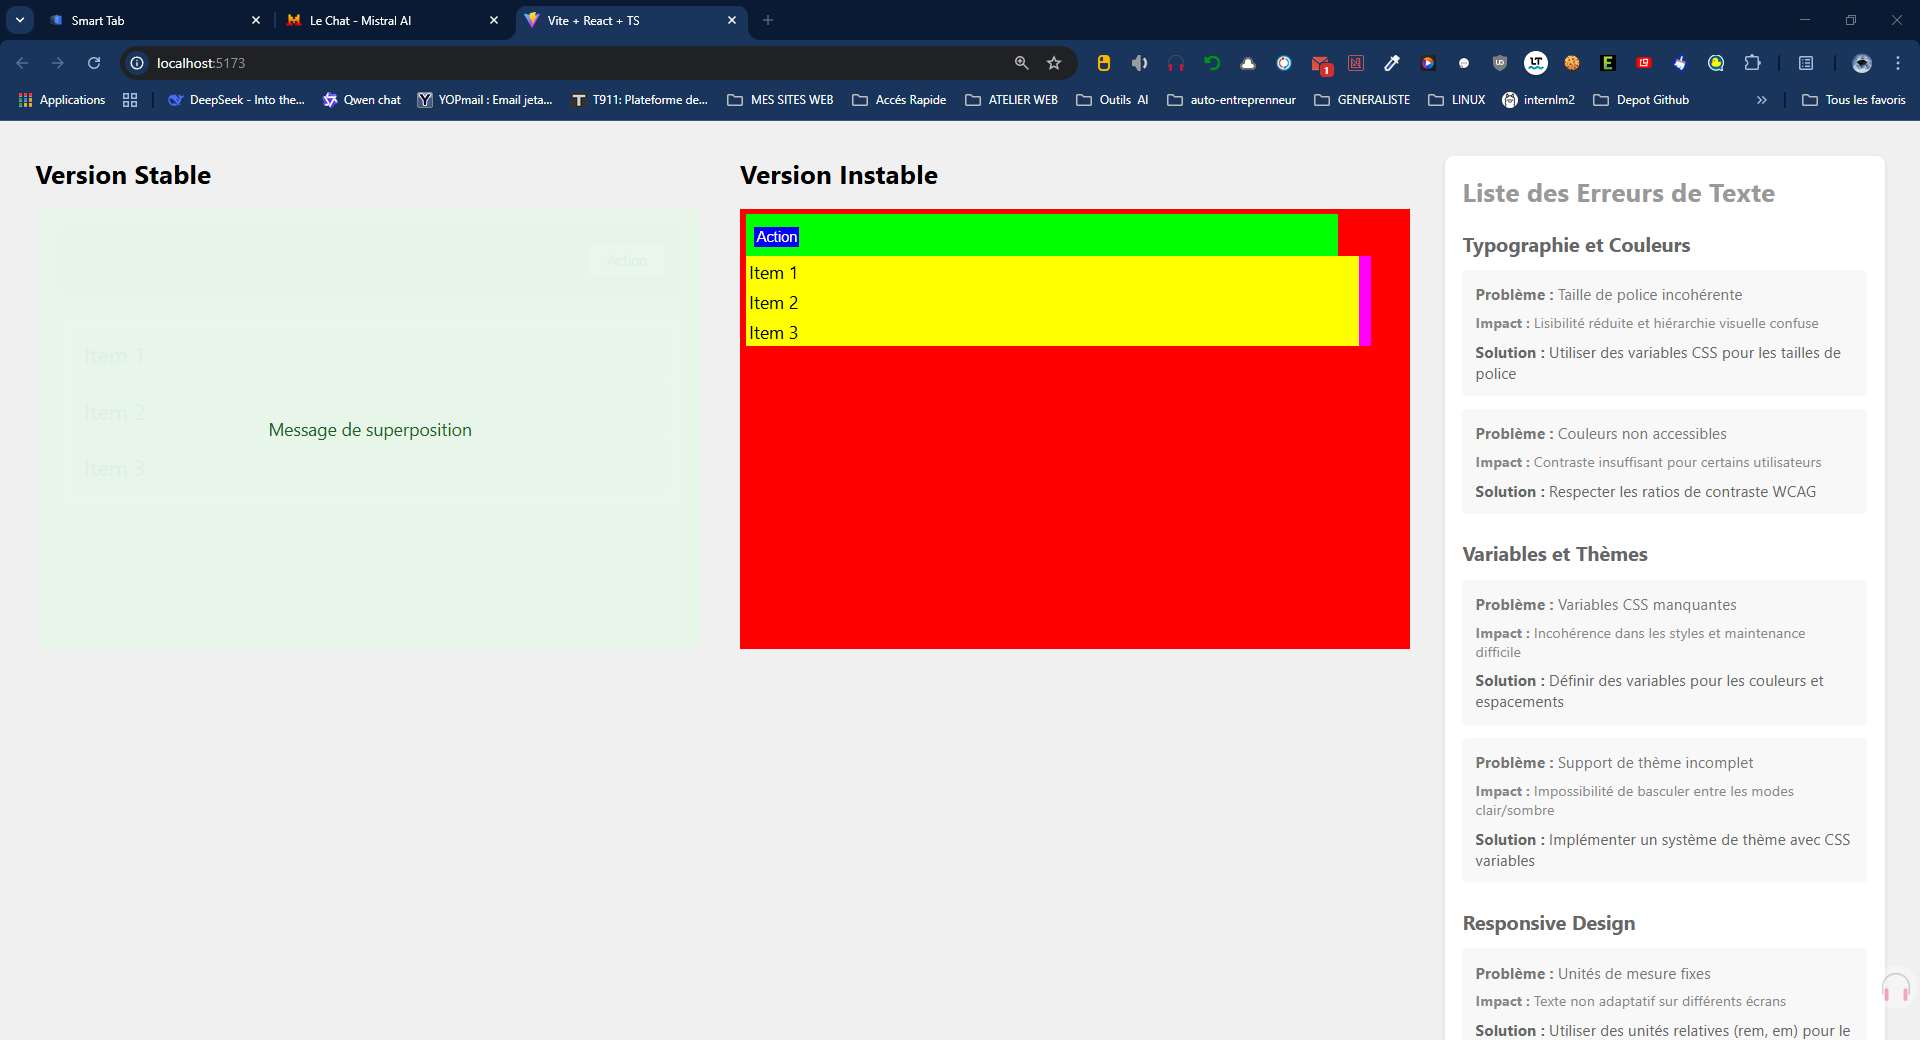 Smart Tab
Le Chat - Mistral AI
Vite + React + TS
localhost:5173
1
LT
E
Applications
DeepSeek - Into the...
Qwen chat
YOPmail : Email jeta...
T911: Plateforme de...
MES SITES WEB
Accés Rapide
ATELIER WEB
Outils AI
auto-entreprenneur
GENERALISTE
LINUX
internlm2
Depot Github
Tous les favoris
Version Stable
Action
Item 1
Item 2
Message de superposition
Item 3
Version Instable
Action
Item 1
Item 2
Item 3
Liste des Erreurs de Texte
Typographie et Couleurs
Problème : Taille de police incohérente
Impact : Lisibilité réduite et hiérarchie visuelle confuse
Solution : Utiliser des variables CSS pour les tailles de
police
Problème : Couleurs non accessibles
Impact : Contraste insuffisant pour certains utilisateurs
Solution : Respecter les ratios de contraste WCAG
Variables et Thèmes
Problème : Variables CSS manquantes
Impact : Incohérence dans les styles et maintenance
difficile
Solution : Définir des variables pour les couleurs et
espacements
Problème : Support de thème incomplet
Impact : Impossibilité de basculer entre les modes
clair/sombre
Solution : Implémenter un système de thème avec CSS
variables
Responsive Design
Problème : Unités de mesure fixes
Impact : Texte non adaptatif sur différents écrans
Solution : Utiliser des unités relatives (rem, em) pour le